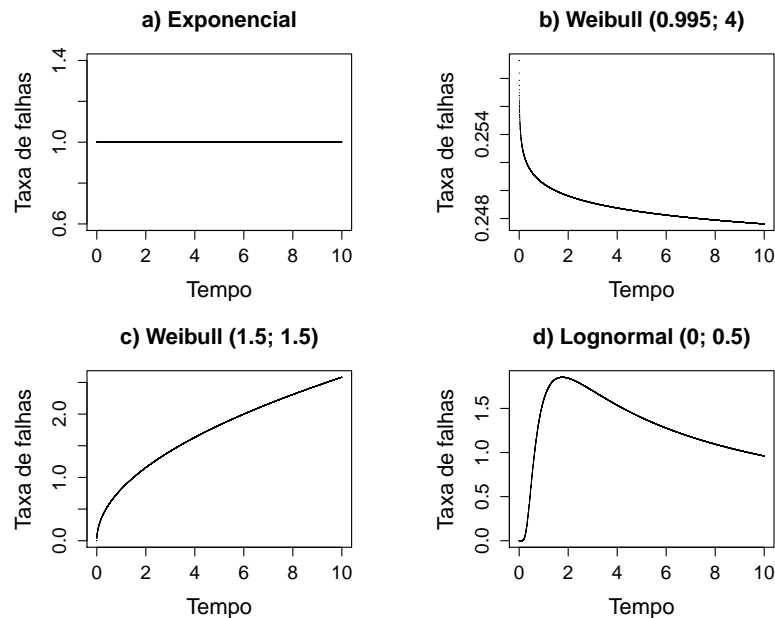 a) Exponencial
Taxa de falhas
0.6 1.0 1.4
0 2 4 6 8 10
Tempo
b) Weibull (0.995; 4)
Taxa de falhas
0.248 0.254
0 2 4 6 8 10
Tempo
c) Weibull (1.5; 1.5)
Taxa de falhas
0.0 1.0 2.0
0 2 4 6 8 10
Tempo
d) Lognormal (0; 0.5)
Taxa de falhas
0.0 0.5 1.0 1.5
0 2 4 6 8 10
Tempo